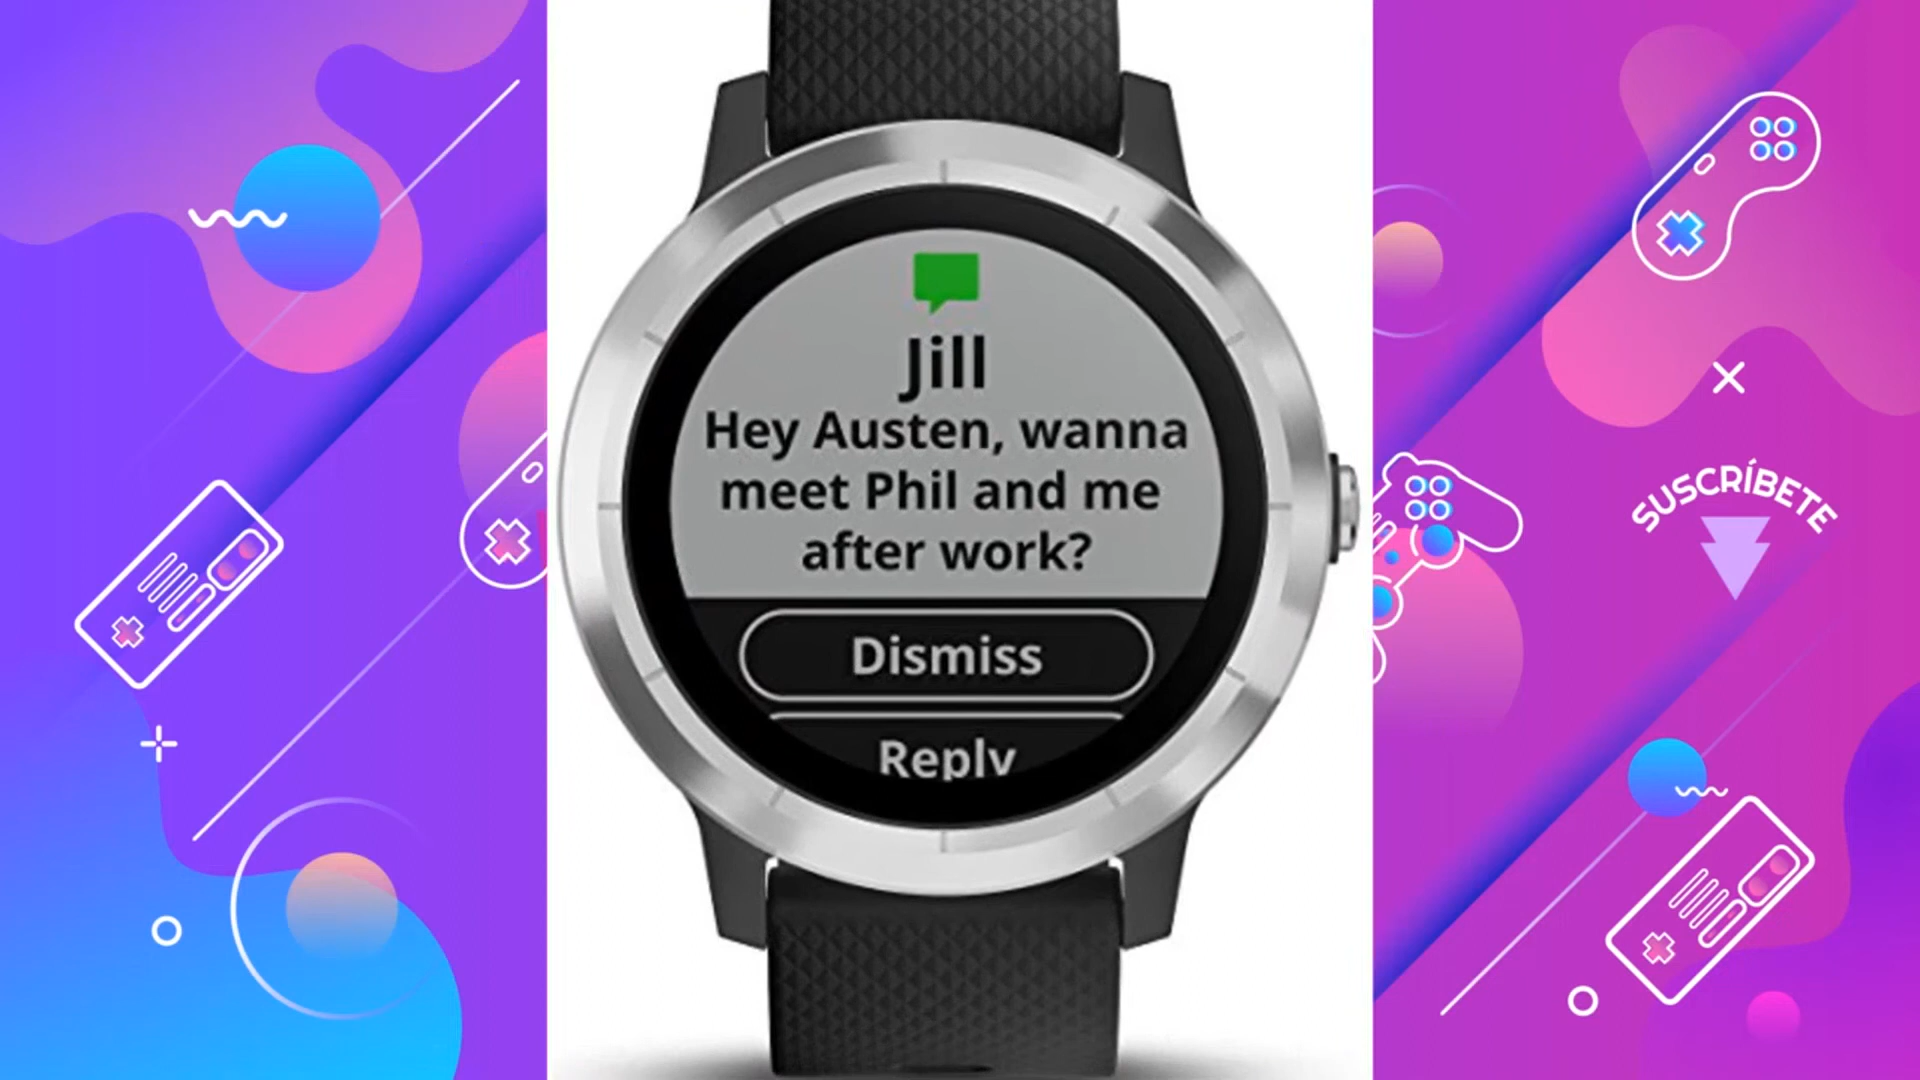 Jill
Hey Austen, wanna
meet Phil and me
after work?
Dismiss
Reply
SUSCRÍBETE